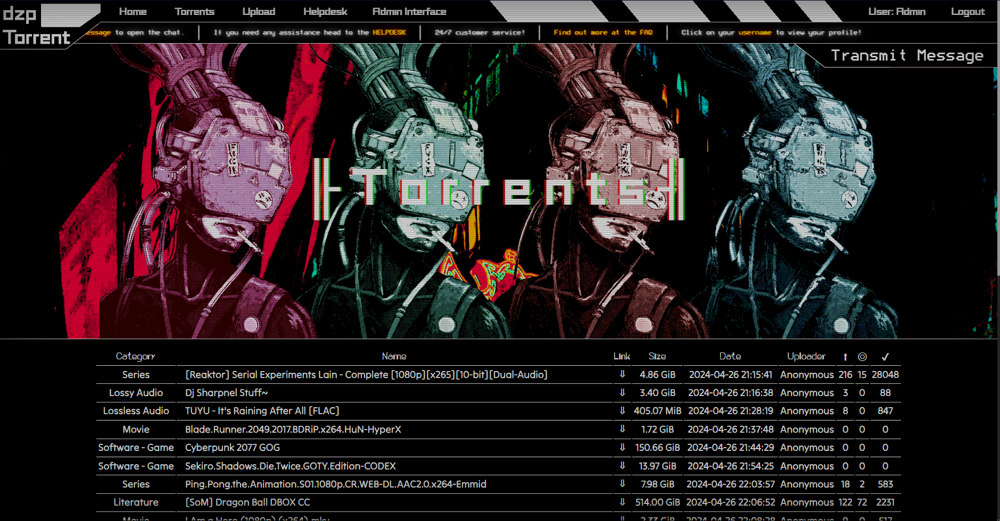 dzp
Torrent
Home Torrents Upload Helpdesk Admin Interface User: Admin Logout
essage to open the chat. If you need any assistance head to the HELPDESK 24/7 customer service! Find out more at the FAQ Click on your username to view your profile!
Transmit Message
Torrents
Category Name Link Size Date Uploader ↑ ◎ ✓
Series [Reaktor] Serial Experiments Lain - Complete [1080p][x265][10-bit][Dual-Audio] ⇓ 4.86 GiB 2024-04-26 21:15:41 Anonymous 216 15 28048
Lossy Audio Dj Sharpnel Stuff~ ⇓ 3.40 GiB 2024-04-26 21:16:38 Anonymous 3 0 88
Lossless Audio TUYU - It's Raining After All [FLAC] ⇓ 405.07 MiB 2024-04-26 21:28:19 Anonymous 8 0 847
Movie Blade.Runner.2049.2017.BDRiP.x264.HuN-HyperX ⇓ 1.72 GiB 2024-04-26 21:37:48 Anonymous 0 0 0
Software - Game Cyberpunk 2077 GOG ⇓ 150.66 GiB 2024-04-26 21:44:29 Anonymous 0 0 0
Software - Game Sekiro.Shadows.Die.Twice.GOTY.Edition-CODEX ⇓ 13.97 GiB 2024-04-26 21:54:25 Anonymous 0 0 0
Series Ping.Pong.the.Animation.S01.1080p.CR.WEB-DL.AAC2.0.x264-Emmid ⇓ 7.98 GiB 2024-04-26 22:03:57 Anonymous 18 2 583
Literature [SoM] Dragon Ball DBOX CC ⇓ 514.00 GiB 2024-04-26 22:06:52 Anonymous 122 72 2231
Movie I Am a Hero (1080p) (x264).mkv ⇓ 2.33 GiB 2024-04-26 22:08:28 Anonymous 517